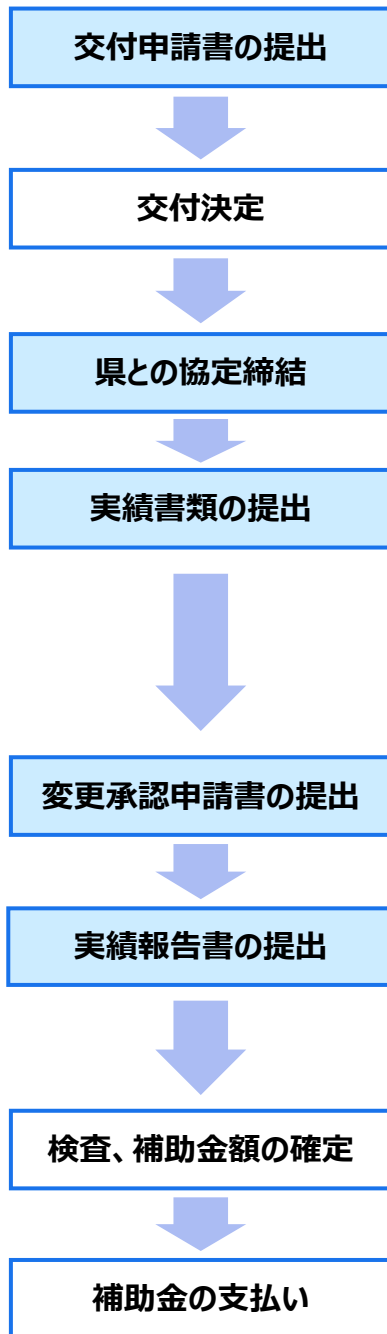 交付申請書の提出
交付決定
県との協定締結
実績書類の提出
変更承認申請書の提出
実績報告書の提出
検査、補助金額の確定
補助金の支払い